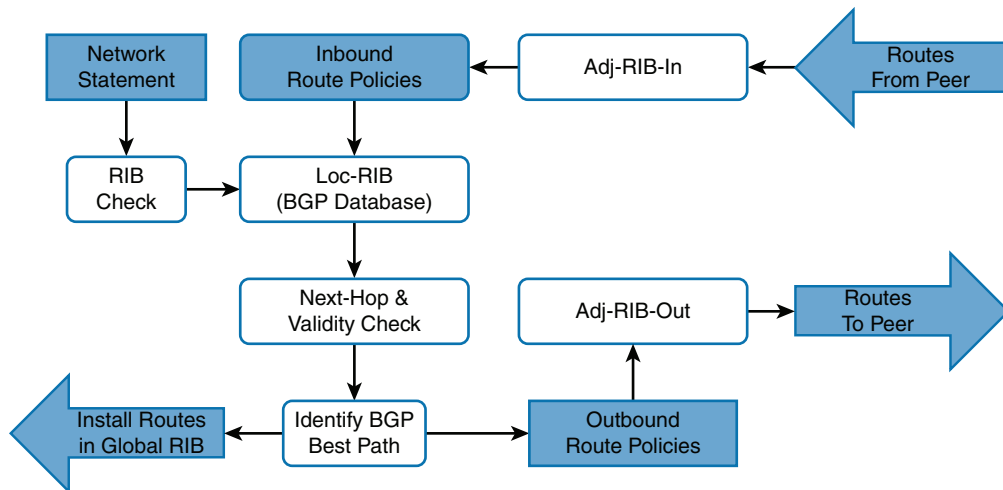 Network
Statement
Inbound
Route Policies
Adj-RIB-In
Routes
From Peer
RIB
Check
Loc-RIB
(BGP Database)
Next-Hop &
Validity Check
Adj-RIB-Out
Routes
To Peer
Install Routes
in Global RIB
Identify BGP
Best Path
Outbound
Route Policies